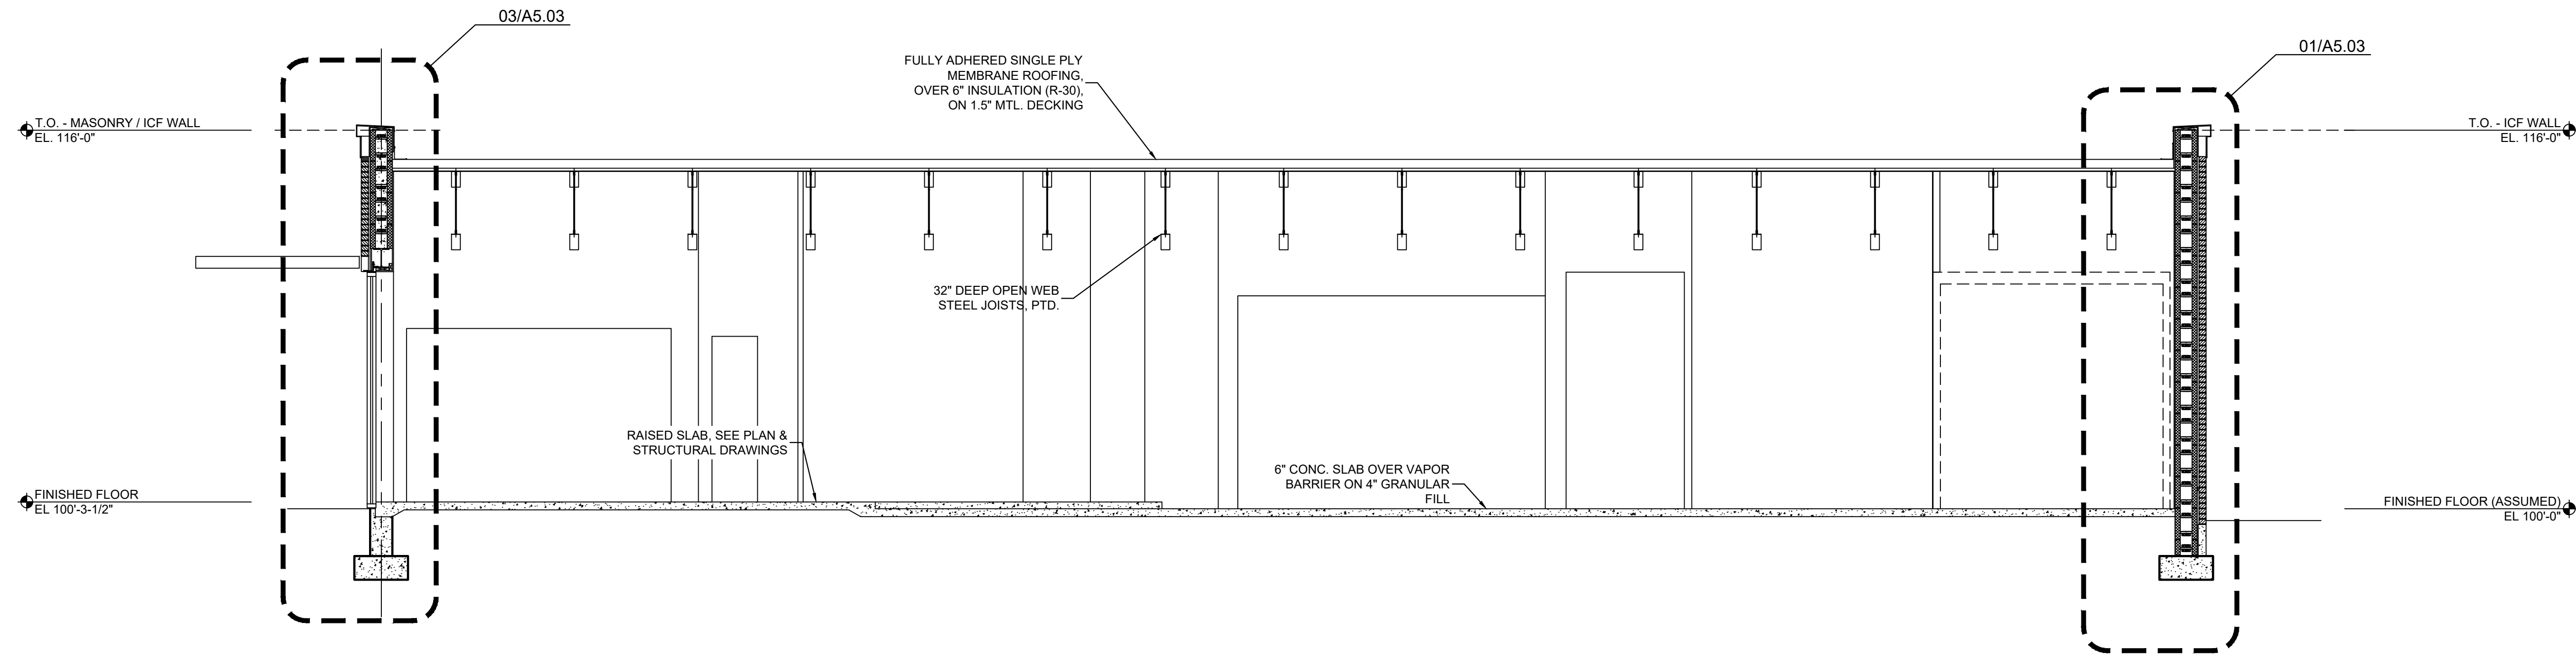 03/A5.03
01/A5.03
FULLY ADHERED SINGLE PLY
MEMBRANE ROOFING,
OVER 6" INSULATION (R-30),
ON 1.5" MTL. DECKING
T.O. - MASONRY / ICF WALL
EL. 116'-0"
T.O. - ICF WALL
EL. 116'-0"
32" DEEP OPEN WEB
STEEL JOISTS, PTD.
RAISED SLAB, SEE PLAN &
STRUCTURAL DRAWINGS
6" CONC. SLAB OVER VAPOR
BARRIER ON 4" GRANULAR
FILL
FINISHED FLOOR
EL 100'-3-1/2"
FINISHED FLOOR (ASSUMED)
EL 100'-0"